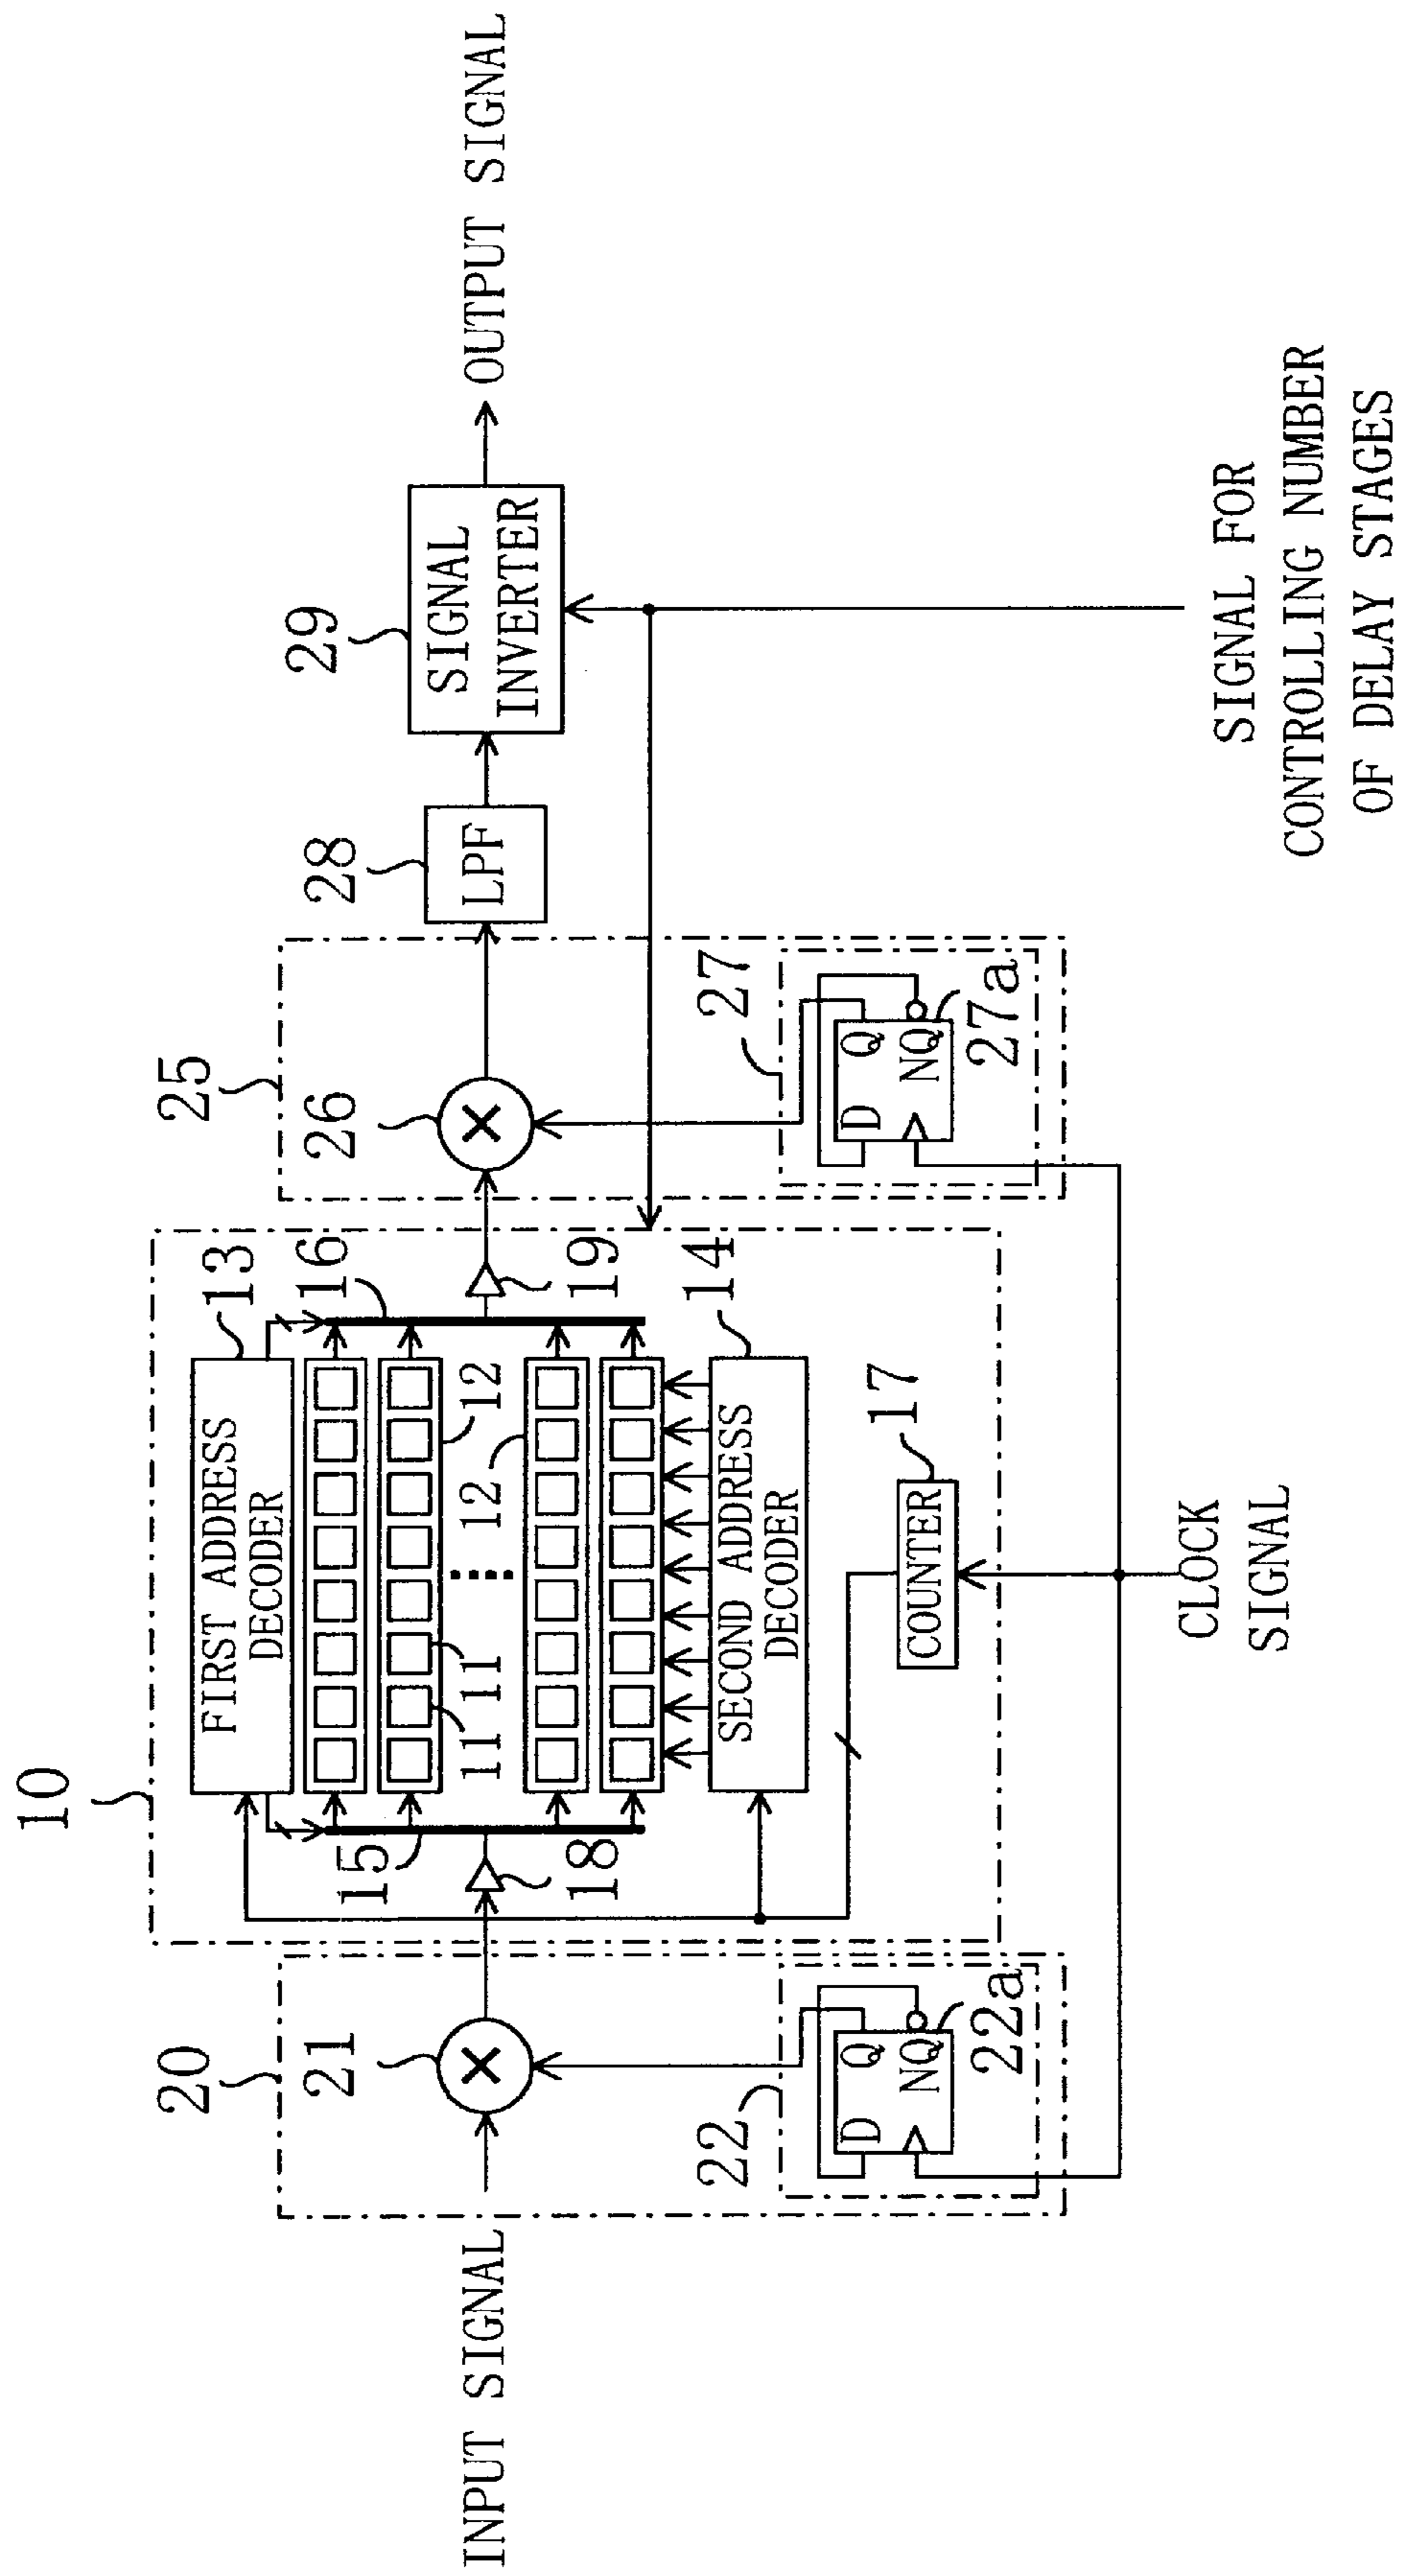 10
20
21
22
D
Q
NQ
22a
INPUT SIGNAL
13
FIRST ADDRESS
DECODER
15
16
11
11
12
12
18
19
14
SECOND ADDRESS
DECODER
17
COUNTER
CLOCK
SIGNAL
25
26
27
D
Q
NQ
27a
28
LPF
29
SIGNAL
INVERTER
OUTPUT SIGNAL
SIGNAL FOR
CONTROLLING NUMBER
OF DELAY STAGES